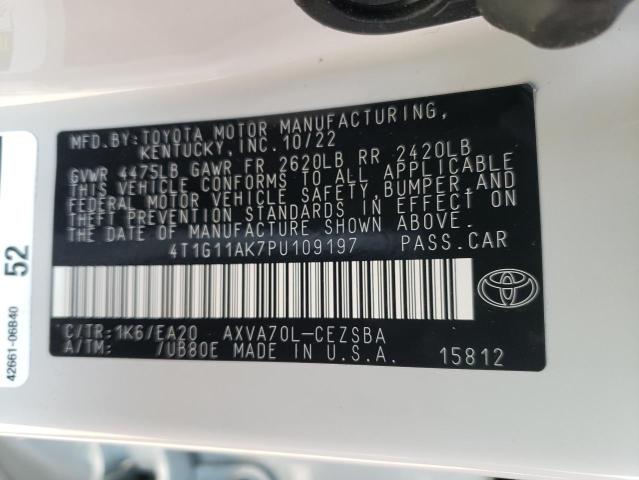 MFD.BY:TOYOTA MOTOR MANUFACTURING,
KENTUCKY, INC. 10/22
GVWR 4475LB GAWR FR 2620LB RR 2420LB
THIS VEHICLE CONFORMS TO ALL APPLICABLE
FEDERAL MOTOR VEHICLE SAFETY, BUMPER, AND
THEFT PREVENTION STANDARDS IN EFFECT ON
THE DATE OF MANUFACTURE SHOWN ABOVE.
4T1G11AK7PU109197 PASS.CAR
C/TR:1K6/EA20 AXVA70L-CEZSBA
A/TM: /UB80E MADE IN U.S.A. 15812
52
42661-06B40